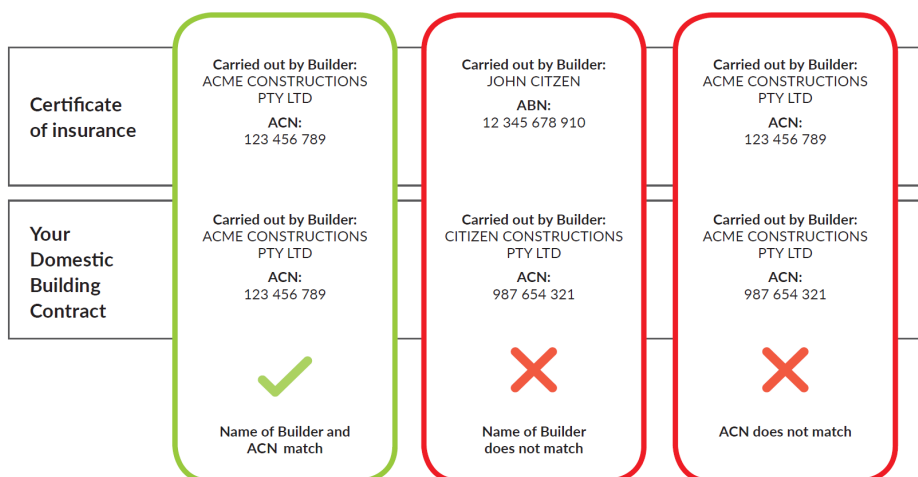 Certificate
of insurance
Carried out by Builder:
ACME CONSTRUCTIONS
PTY LTD
ACN:
123 456 789
Carried out by Builder:
JOHN CITZEN
ABN:
12 345 678 910
Carried out by Builder:
ACME CONSTRUCTIONS
PTY LTD
ACN:
123 456 789
Your
Domestic
Building
Contract
Carried out by Builder:
ACME CONSTRUCTIONS
PTY LTD
ACN:
123 456 789
Carried out by Builder:
CITIZEN CONSTRUCTIONS
PTY LTD
ACN:
987 654 321
Carried out by Builder:
ACME CONSTRUCTIONS
PTY LTD
ACN:
987 654 321
Name of Builder and
ACN match
Name of Builder
does not match
ACN does not match